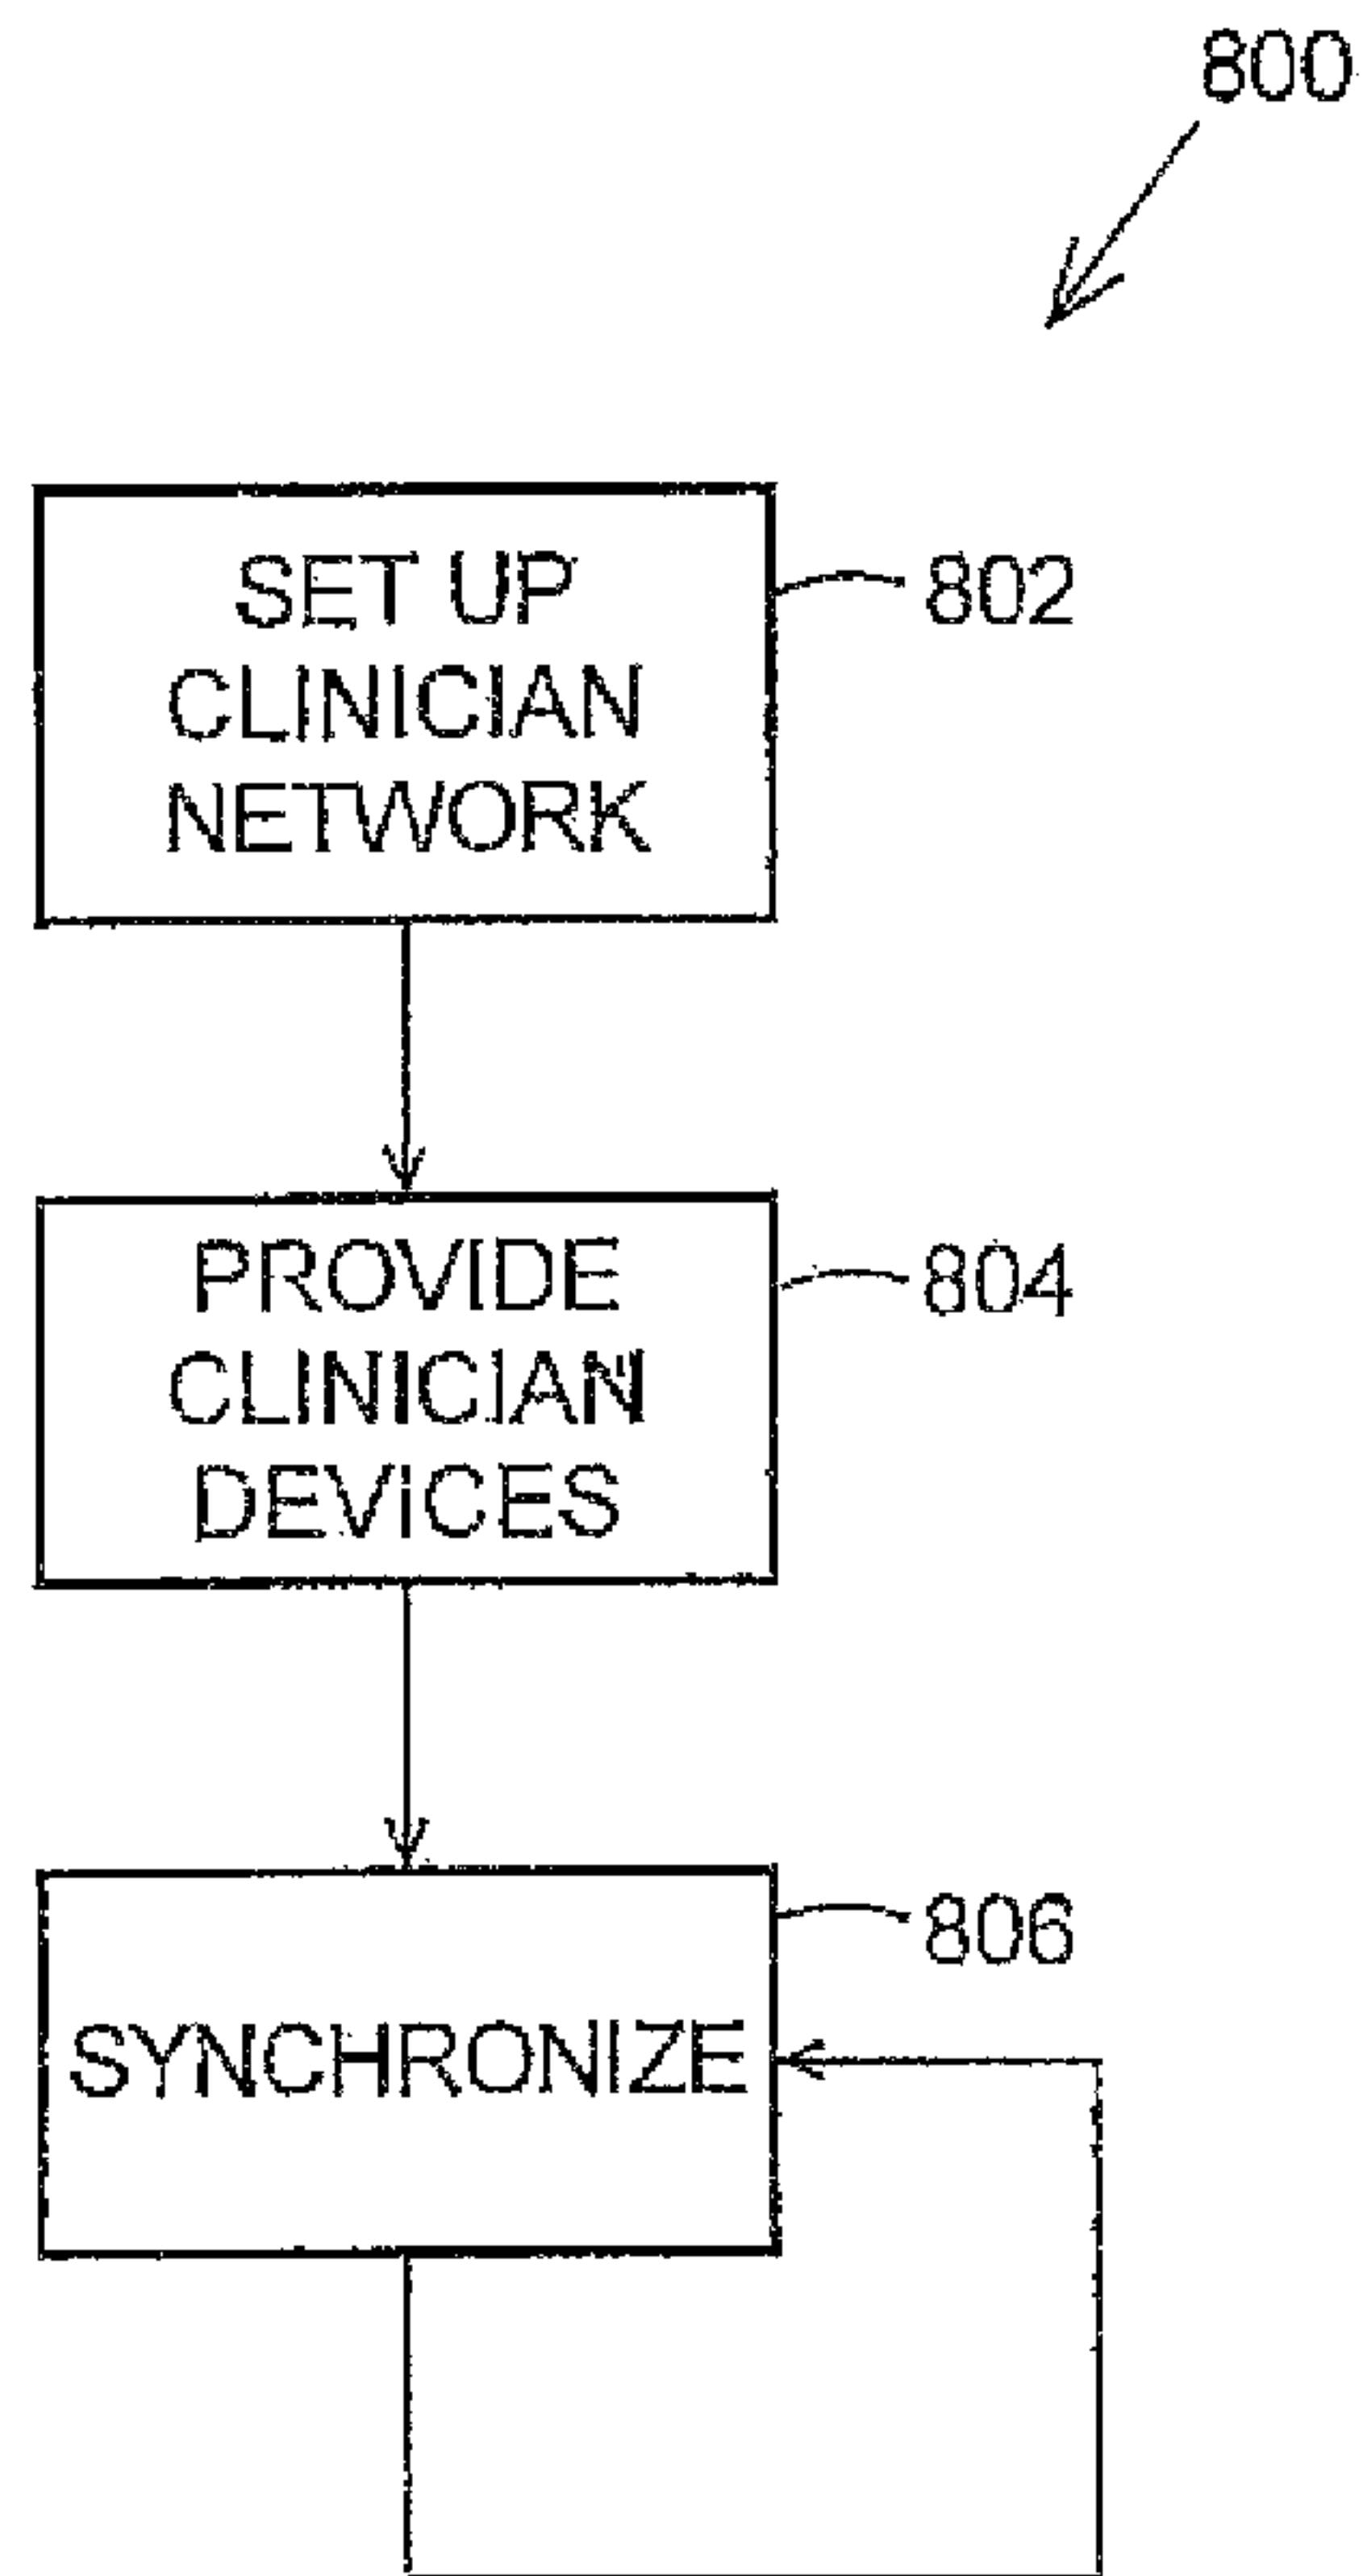 800
SET UP
CLINICIAN
NETWORK
802
PROVIDE
CLINICIAN
DEVICES
804
806
SYNCHRONIZE